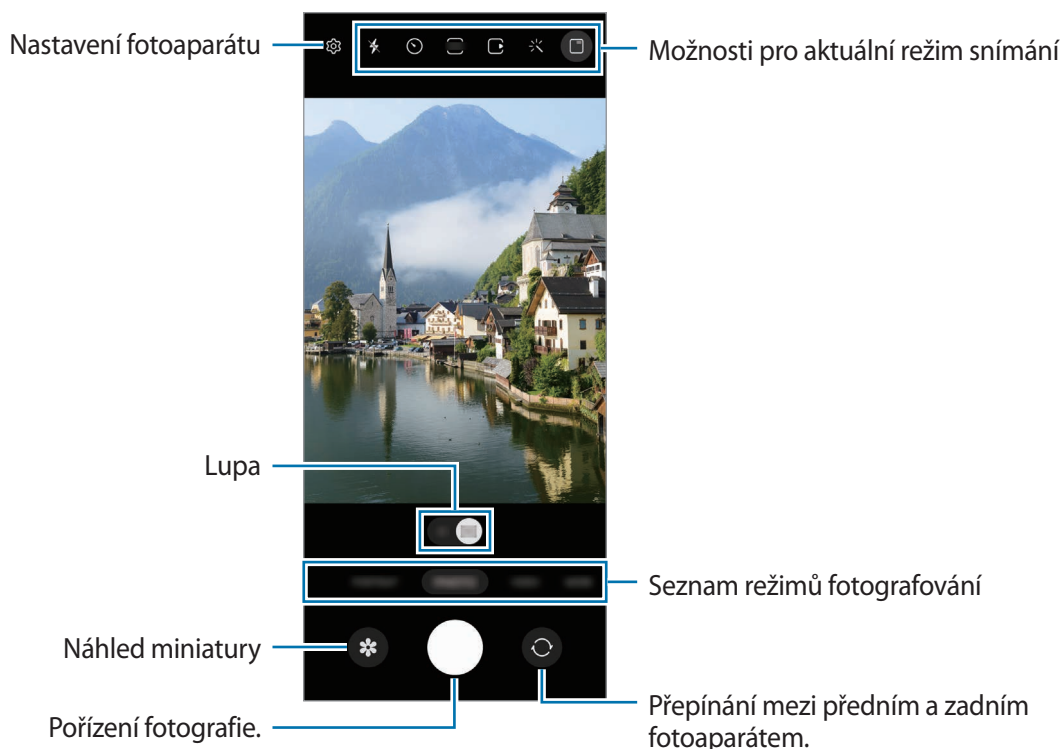 Nastavení fotoaparátu
Možnosti pro aktuální režim snímání
Lupa
Seznam režimů fotografování
Náhled miniatury
Pořízení fotografie.
Přepínání mezi předním a zadním
fotoaparátem.